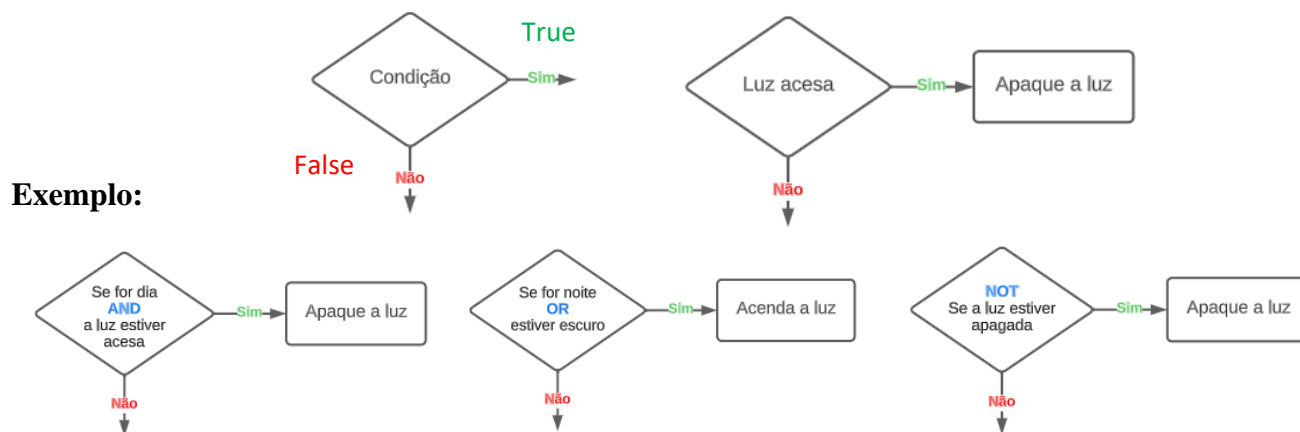 True
Condição
Sim
False
Não
Luz acesa
Sim
Apaque a luz
Não
Exemplo:
Se for dia
AND
a luz estiver
acesa
Sim
Apaque a luz
Não
Se for noite
OR
estiver escuro
Sim
Acenda a luz
Não
NOT
Se a luz estiver
apagada
Sim
Apaque a luz
Não